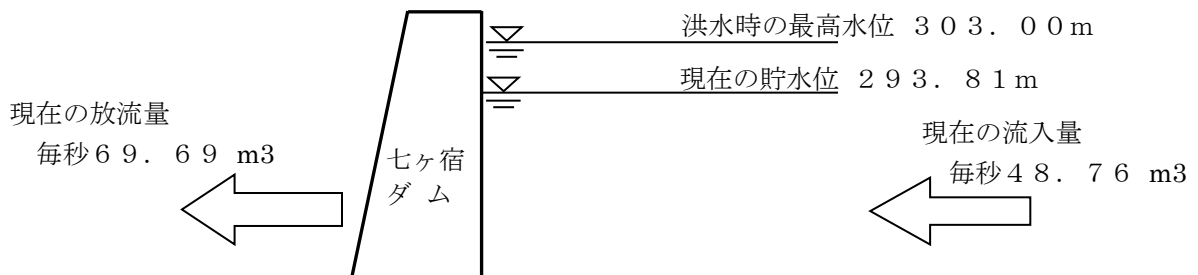 洪水時の最高水位 ３０３．００ｍ
現在の貯水位 ２９３．８１ｍ
現在の放流量
毎秒６９．６９ m3
現在の流入量
毎秒４８．７６ m3
七ヶ宿
ダ ム